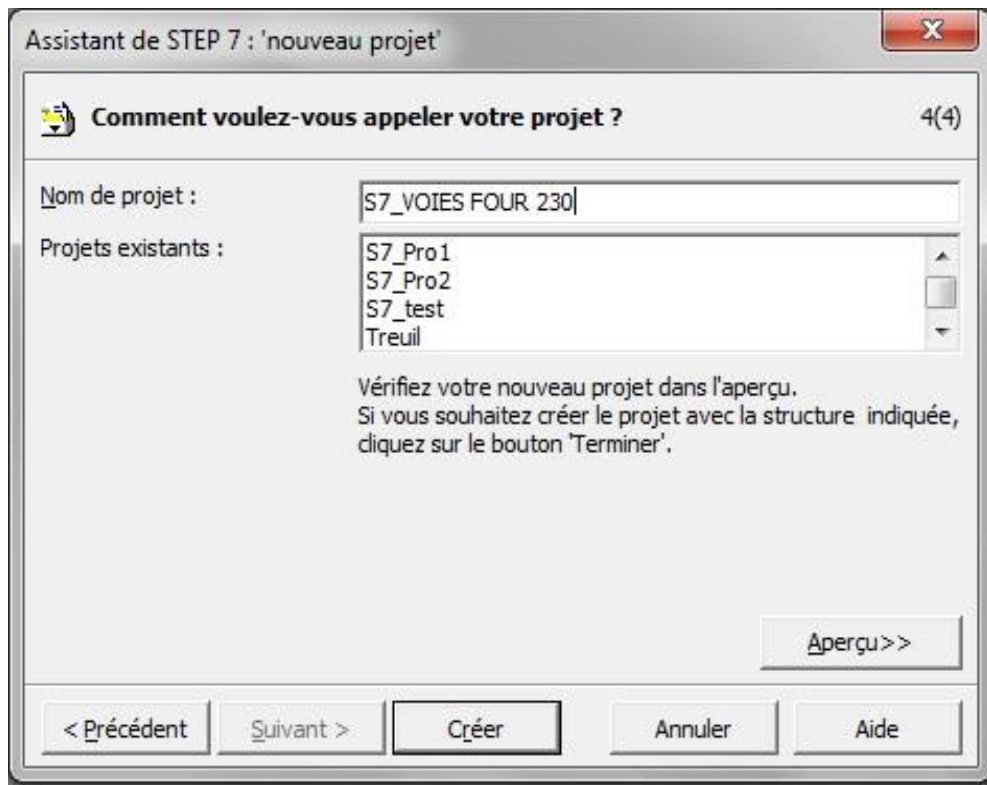 Assistant de STEP 7 : 'nouveau projet'
Comment voulez-vous appeler votre projet ? 4(4)
Nom de projet : S7_VOIES FOUR 230
Projets existants : S7_Pro1
S7_Pro2
S7_test
Treuil
Vérifiez votre nouveau projet dans l'aperçu.
Si vous souhaitez créer le projet avec la structure indiquée,
cliquez sur le bouton 'Terminer'.
Aperçu>>
< Précédent Suivant > Créer Annuler Aide